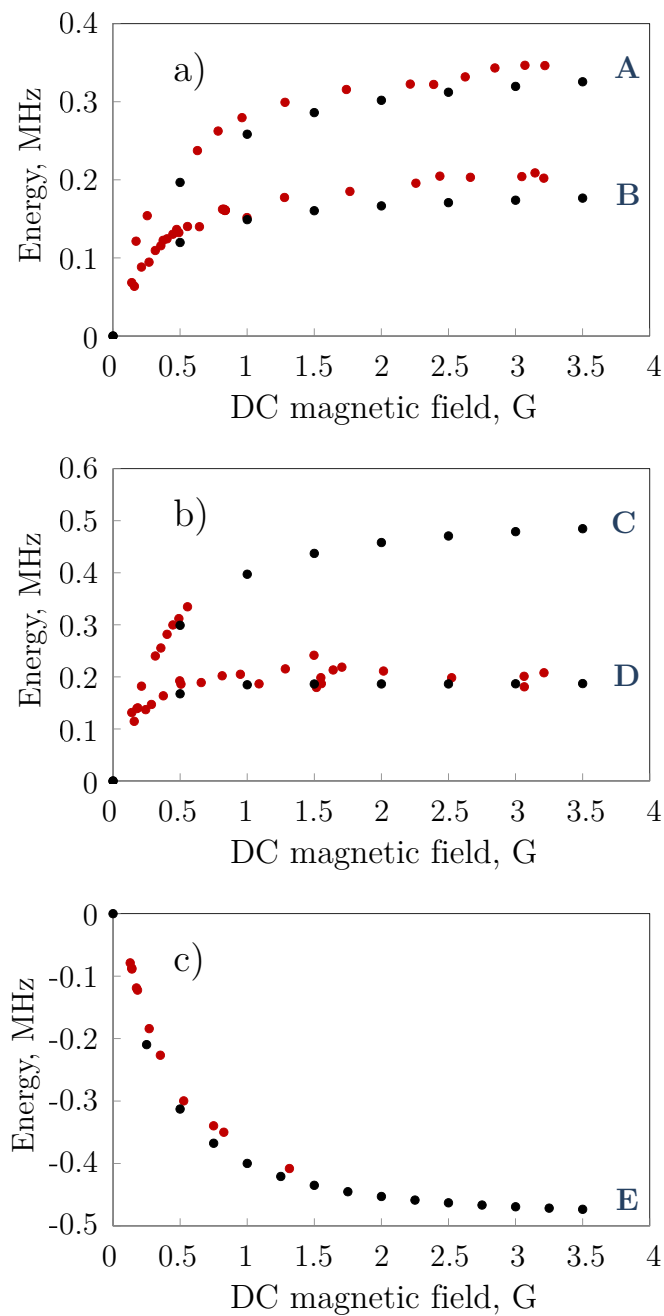 0.4
a)
A
0.3
Energy, MHz
0.2
B
0.1
0
0 0.5 1 1.5 2 2.5 3 3.5 4
DC magnetic field, G
0.6
b)
C
0.5
0.4
Energy, MHz
0.3
0.2
D
0.1
0
0 0.5 1 1.5 2 2.5 3 3.5 4
DC magnetic field, G
0
c)
-0.1
Energy, MHz
-0.2
-0.3
-0.4
E
-0.5
0 0.5 1 1.5 2 2.5 3 3.5 4
DC magnetic field, G